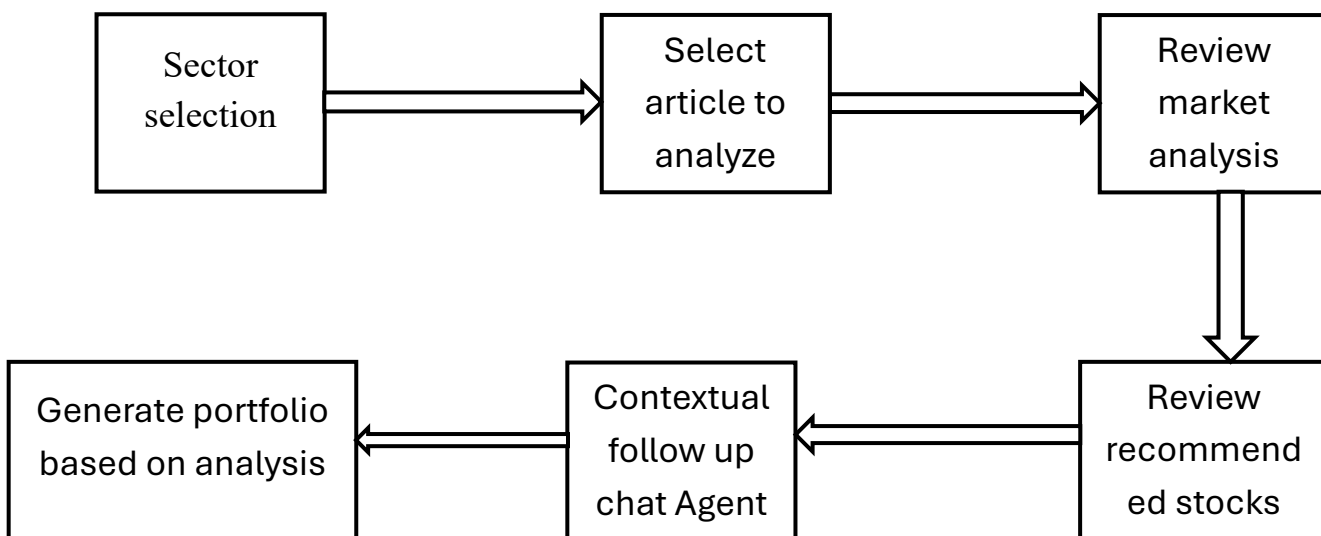 Sector
selection
Select
article to
analyze
Review
market
analysis
Generate portfolio
based on analysis
Contextual
follow up
chat Agent
Review
recommend
ed stocks